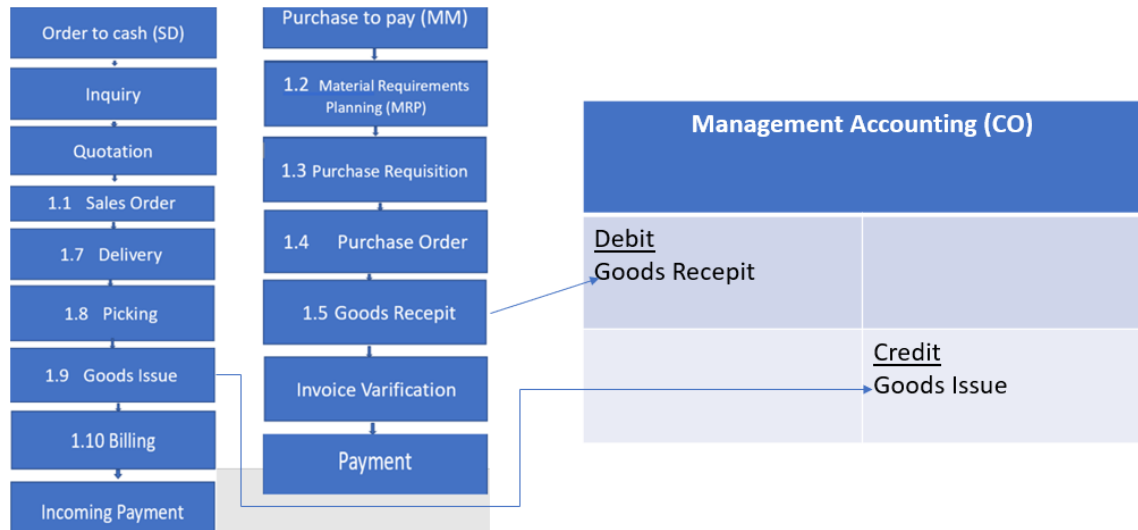 Order to cash (SD)
Inquiry
Quotation
1.1 Sales Order
1.7 Delivery
1.8 Picking
1.9 Goods Issue
1.10 Billing
Incoming Payment
Purchase to pay (MM)
1.2 Material Requirements
Planning (MRP)
1.3 Purchase Requisition
1.4 Purchase Order
1.5 Goods Recepit
Invoice Varification
Payment
Management Accounting (CO)
Debit
Goods Recepit
Credit
Goods Issue